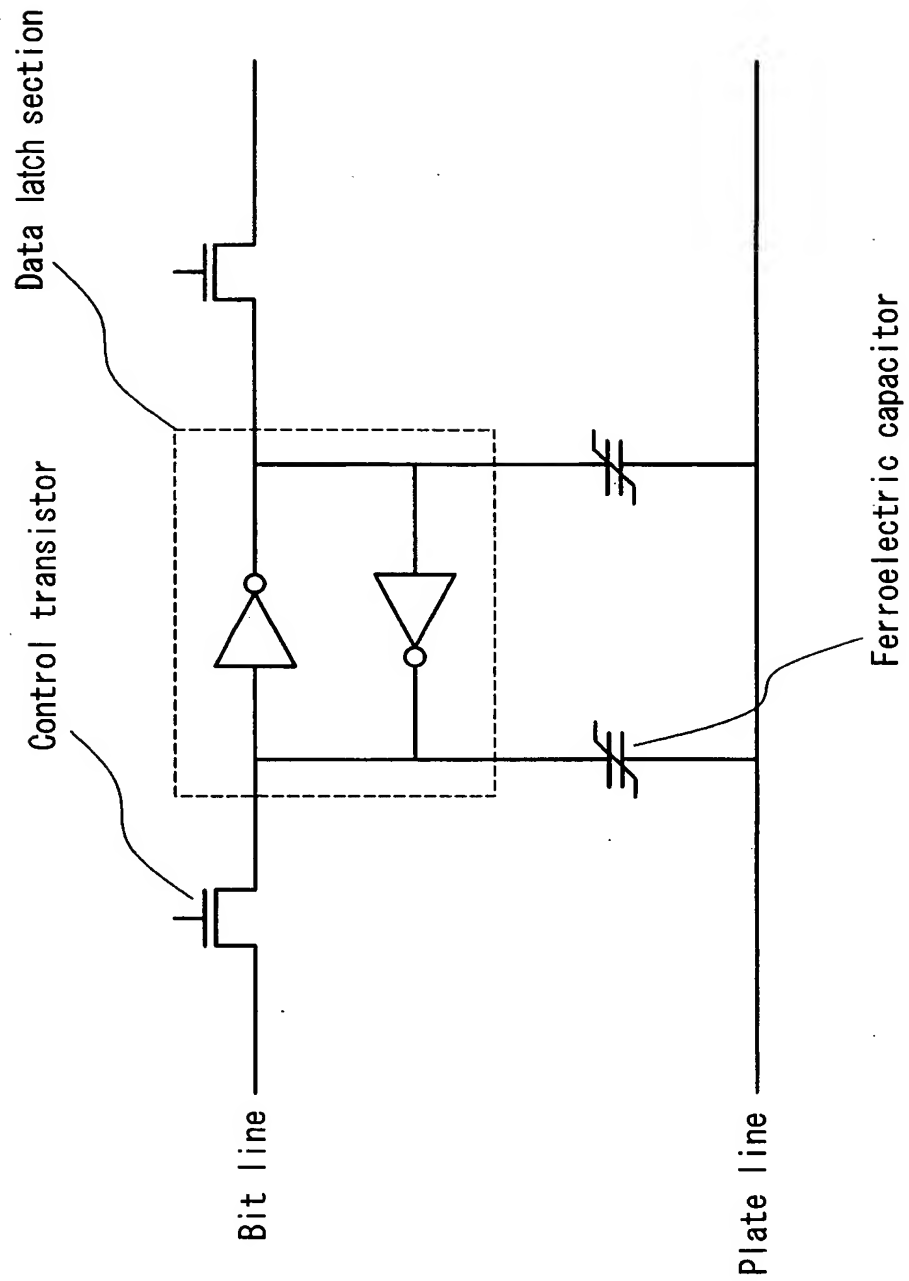 Data latch section
Control transistor
Ferroelectric capacitor
Bit line
Plate line